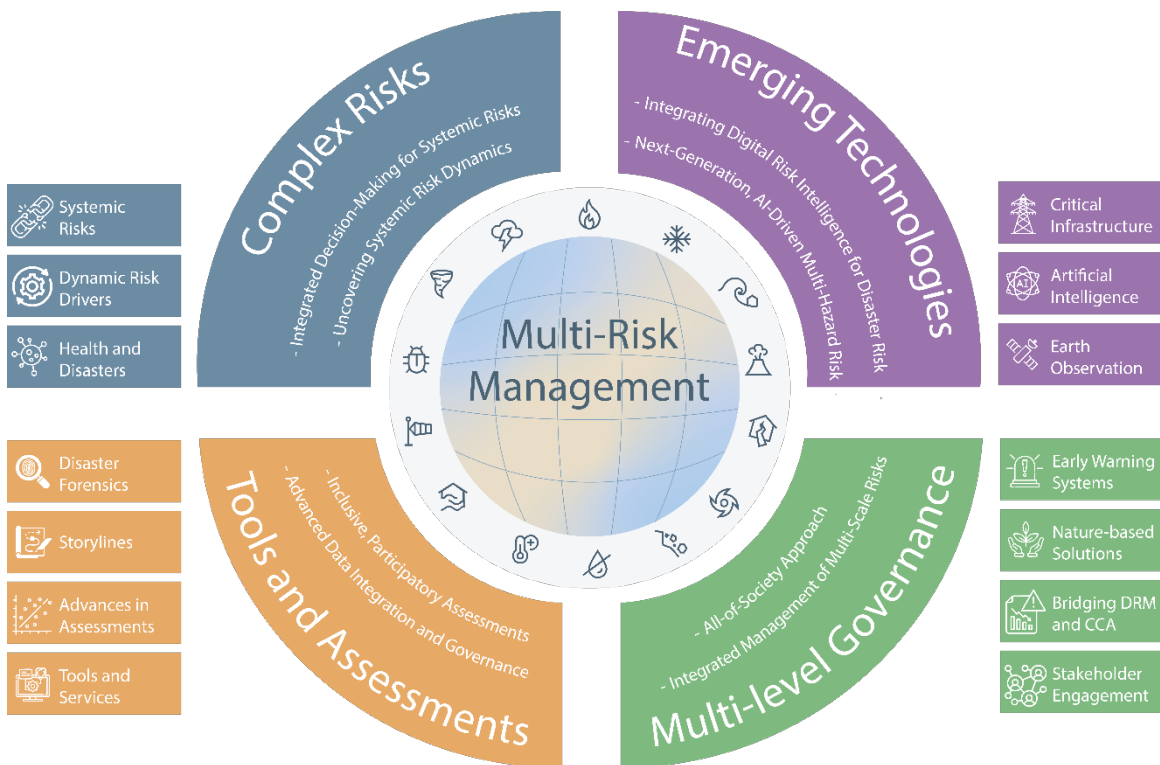 Complex Risks
- Integrated Decision-Making for Systemic Risks
- Uncovering Systemic Risk Dynamics
Emerging Technologies
- Integrating Digital Risk Intelligence for Disaster Risk
- Next-Generation, AI-Driven Multi-Hazard Risk
Systemic
Risks
Dynamic Risk
Drivers
Health and
Disasters
Multi-Risk
Management
Critical
Infrastructure
AI
Artificial
Intelligence
Earth
Observation
Disaster
Forensics
Storylines
Advances in
Assessments
Tools and
Services
Tools and Assessments
- Inclusive, Participatory Assessments
- Advanced Data Integration and Governance
Multi-level Governance
- All-of-Society Approach
- Integrated Management of Multi-Scale Risks
Early Warning
Systems
Nature-based
Solutions
Bridging DRM
and CCA
Stakeholder
Engagement